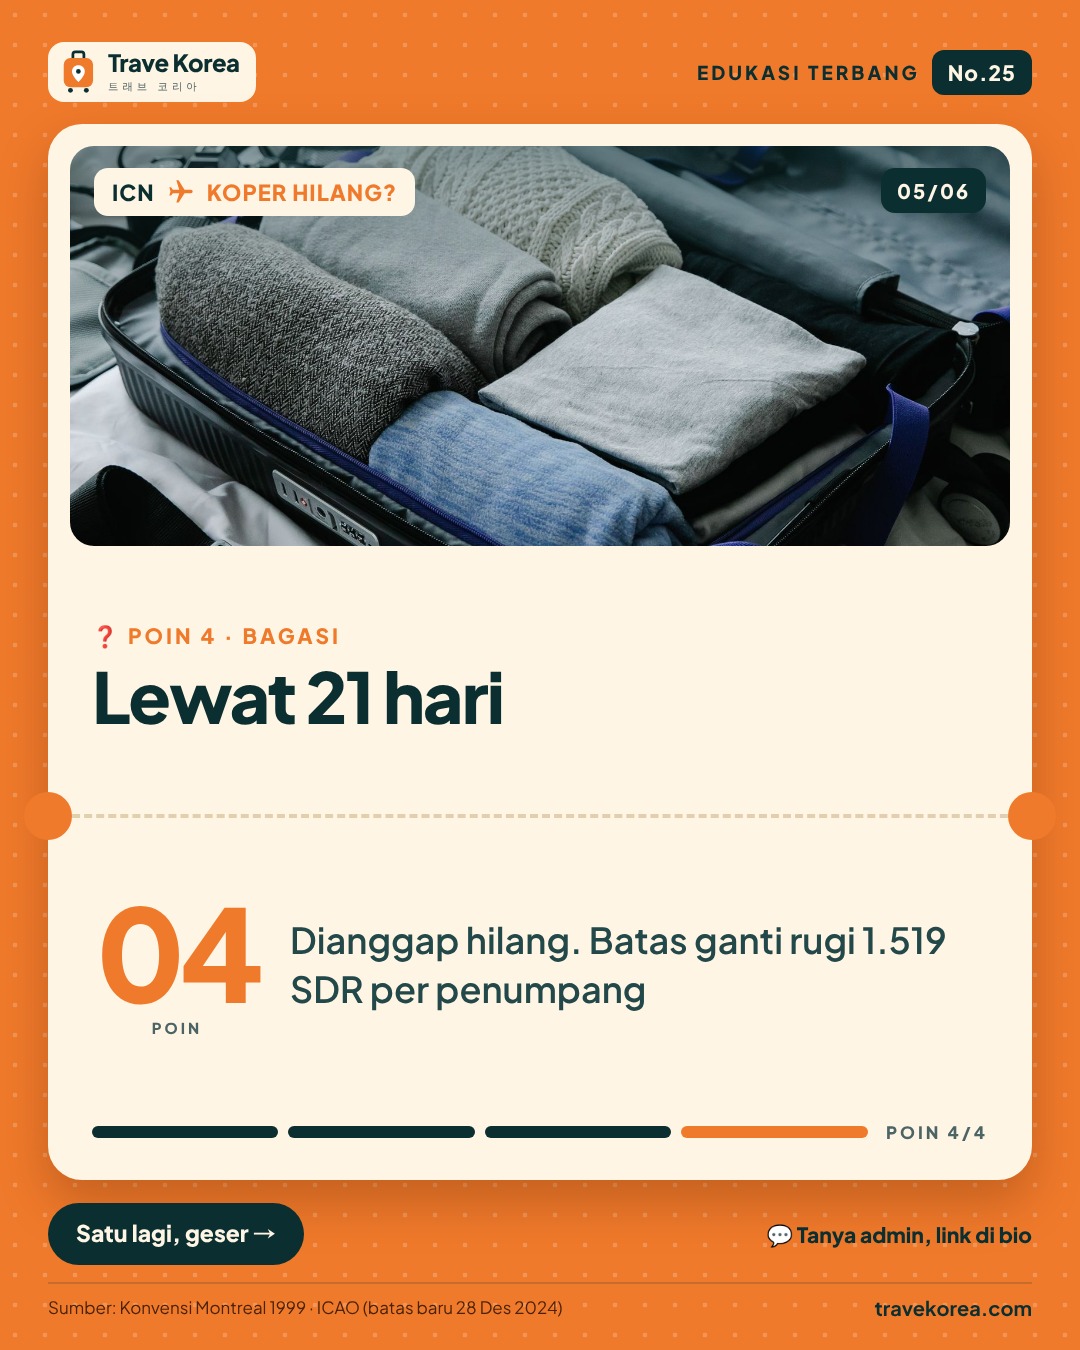 Trave Korea
트래브 코리아
EDUKASI TERBANG
No.25
ICN ✈ KOPER HILANG?
05/06
❓ POIN 4 · BAGASI
Lewat 21 hari
04
POIN
Dianggap hilang. Batas ganti rugi 1.519
SDR per penumpang
POIN 4/4
Satu lagi, geser →
💬 Tanya admin, link di bio
Sumber: Konvensi Montreal 1999 · ICAO (batas baru 28 Des 2024)
travekorea.com